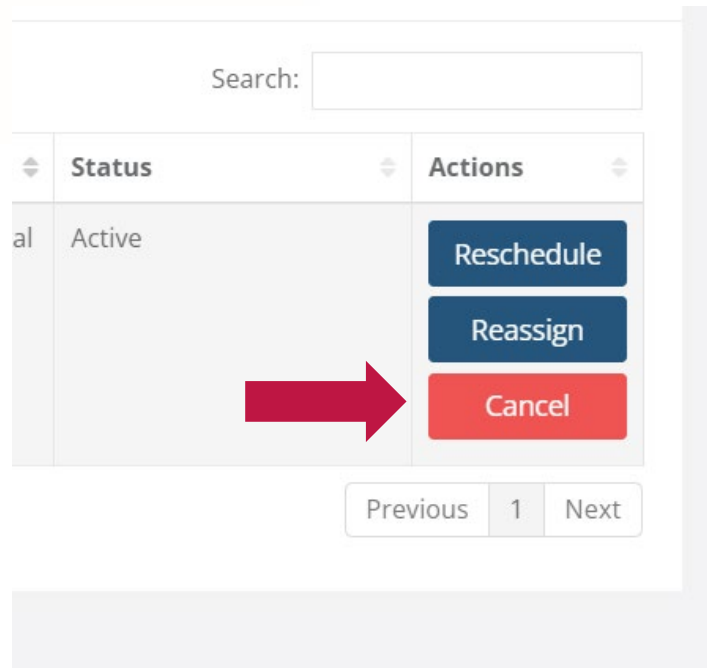 Search:
Status Actions
al Active
Reschedule
Reassign
Cancel
Previous 1 Next